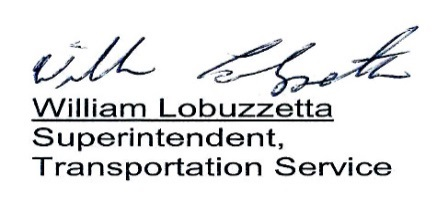 William Lobuzzetta
Superintendent,
Transportation Service